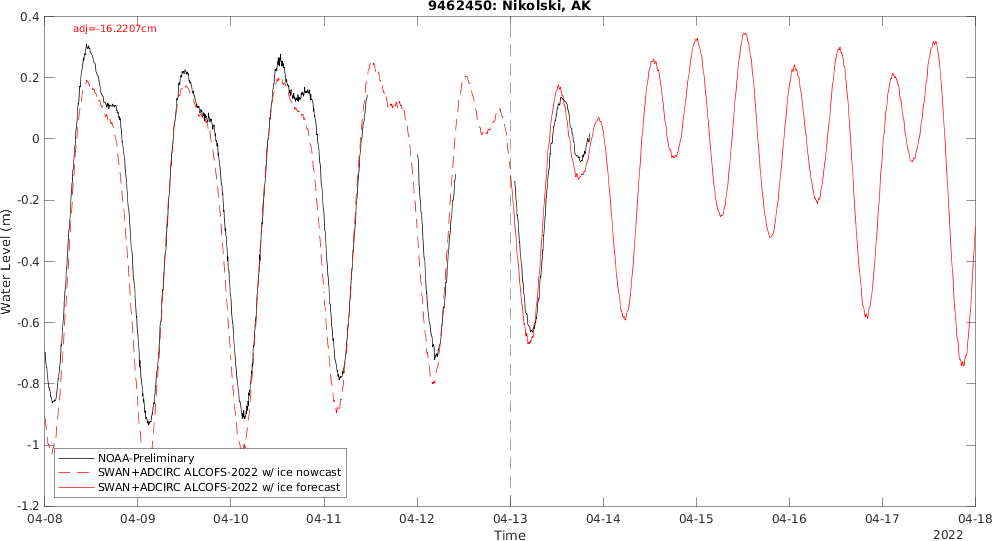 9462450: Nikolski, AK
adj=-16.2207cm
Water Level (m)
0.4
0.2
0
-0.2
-0.4
-0.6
-0.8
-1
-1.2
NOAA-Preliminary
SWAN+ADCIRC ALCOFS-2022 w/ ice nowcast
SWAN+ADCIRC ALCOFS-2022 w/ ice forecast
04-08 04-09 04-10 04-11 04-12 04-13 04-14 04-15 04-16 04-17 04-18
Time
2022